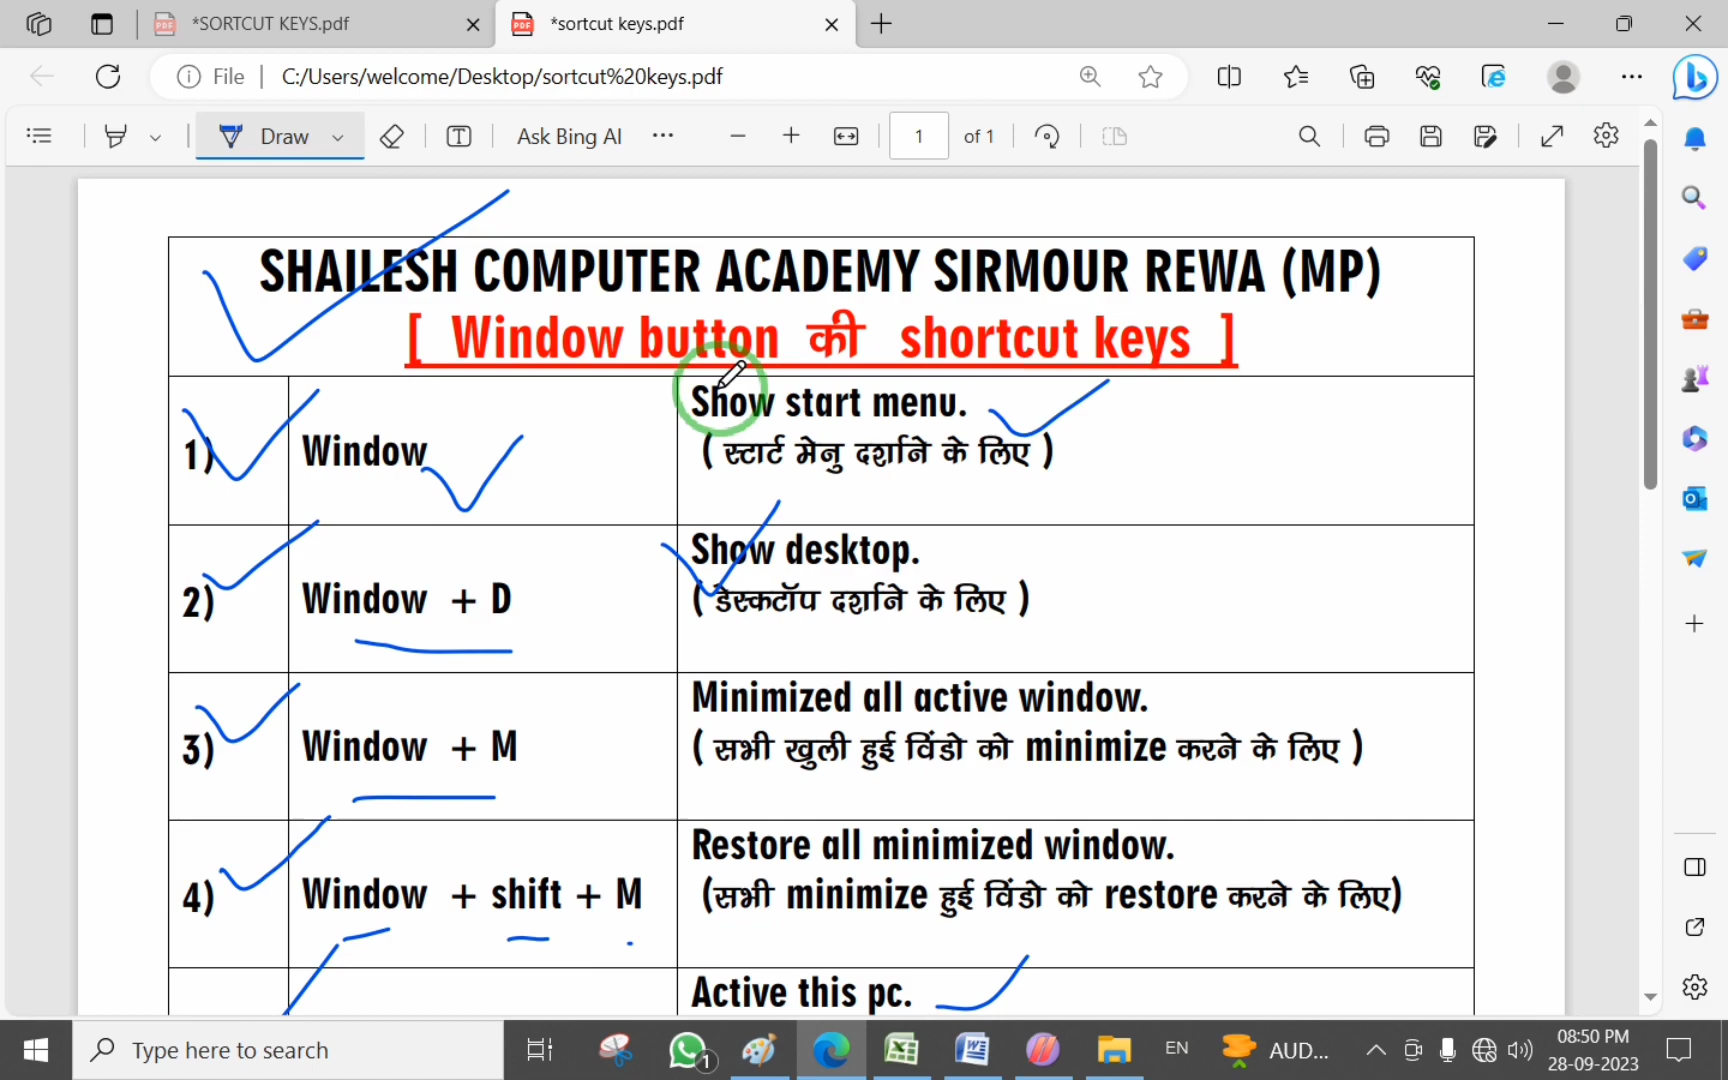 *SORTCUT KEYS.pdf
*sortcut keys.pdf
File
C:/Users/welcome/Desktop/sortcut%20keys.pdf
Draw
Ask Bing AI
1
of 1
SHAILESH COMPUTER ACADEMY SIRMOUR REWA (MP)
[ Window button की shortcut keys ]
1)
Window
Show start menu.
( स्टार्ट मेनु दर्शाने के लिए )
2)
Window + D
Show desktop.
( डेस्कटॉप दर्शाने के लिए )
3)
Window + M
Minimized all active window.
( सभी खुली हुई विंडो को minimize करने के लिए )
4)
Window + shift + M
Restore all minimized window.
(सभी minimize हुई विंडो को restore करने के लिए)
Active this pc.
Type here to search
1
EN
AUD...
08:50 PM
28-09-2023